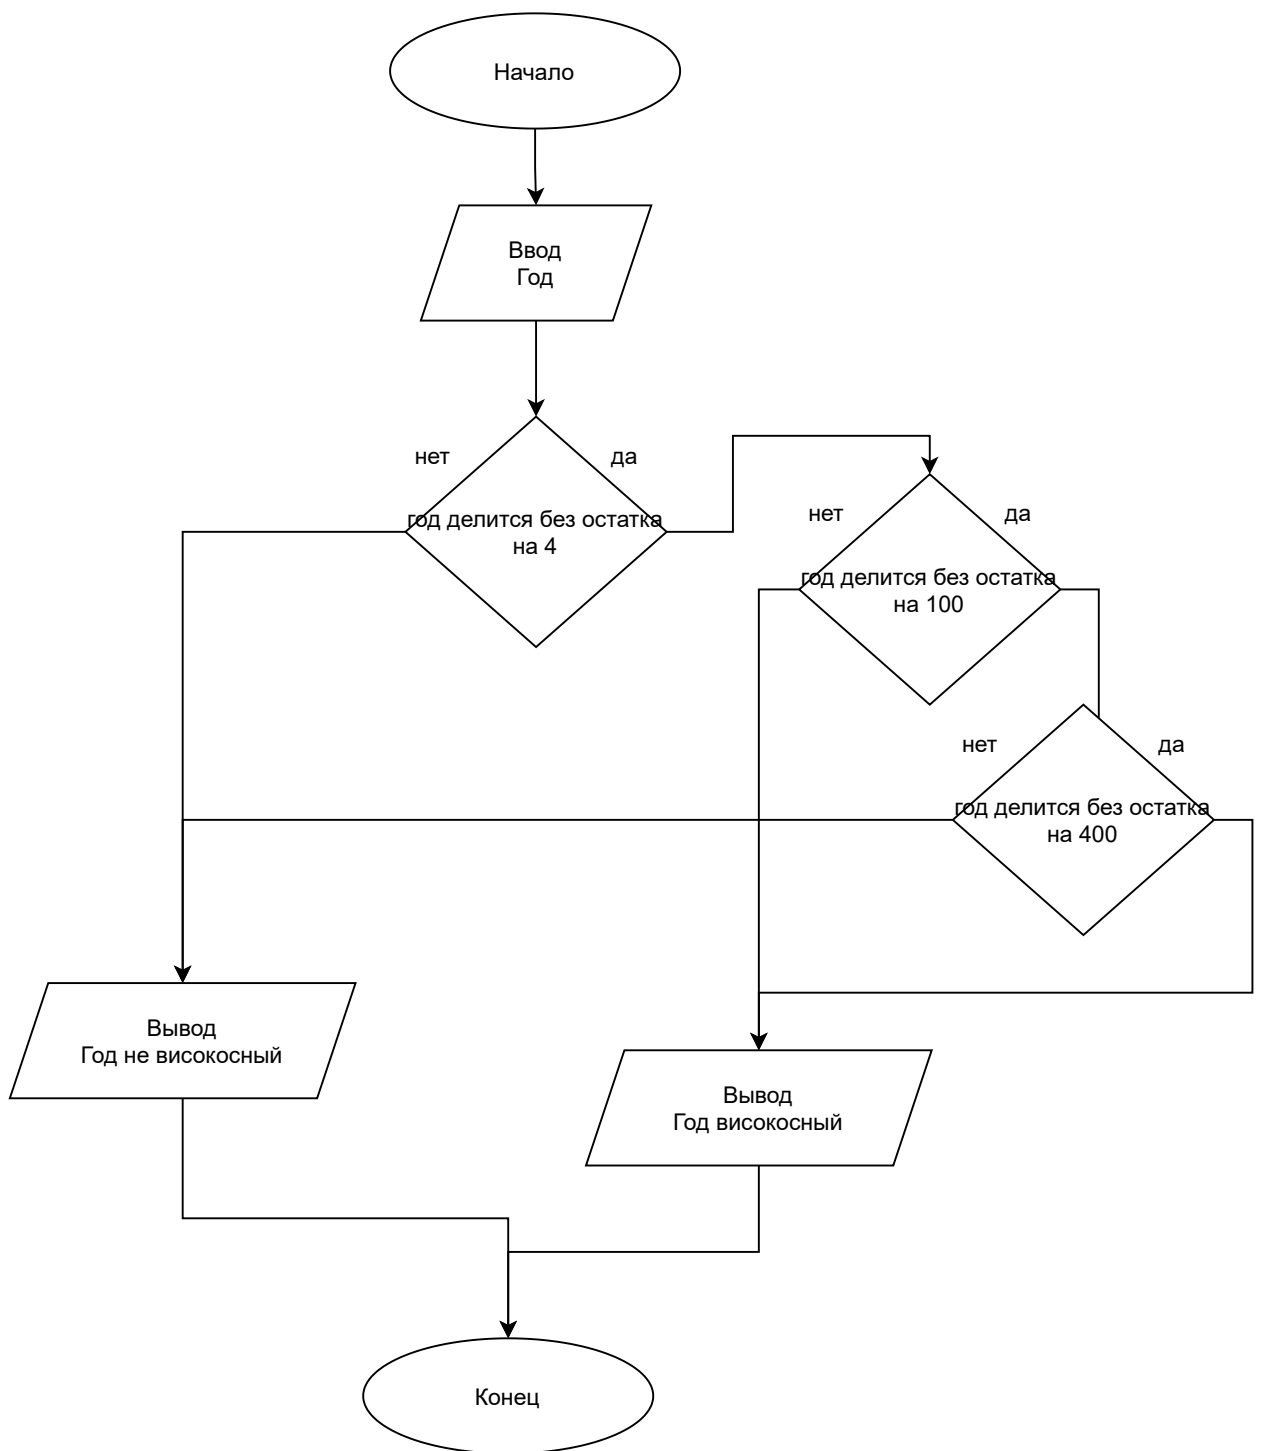 Начало
Ввод
Год
нет
да
год делится без остатка
на 4
нет
да
год делится без остатка
на 100
нет
да
год делится без остатка
на 400
Вывод
Год не високосный
Вывод
Год високосный
Конец